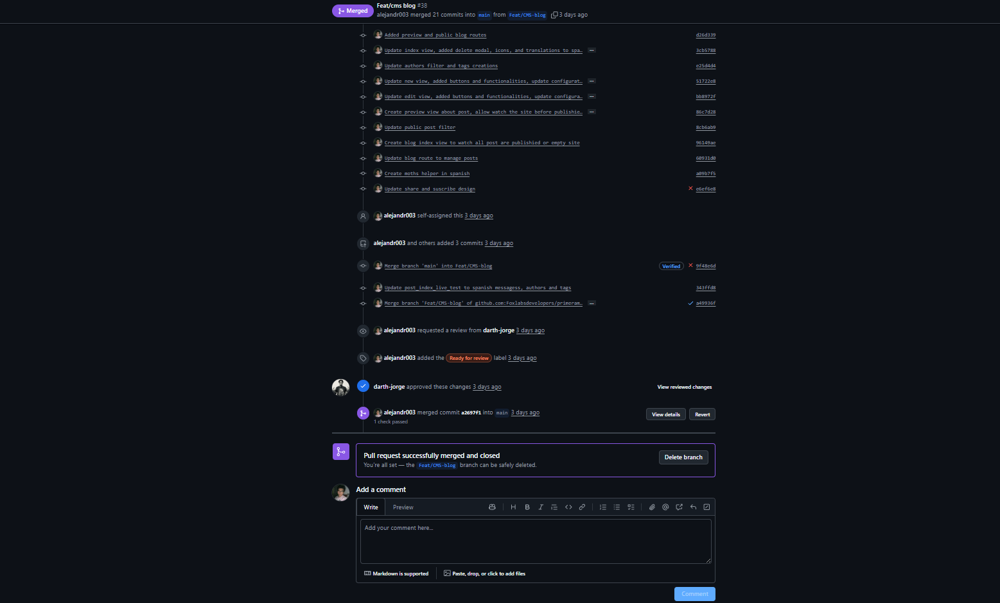 Merged
Feat/cms blog #38
alejandr003 merged 21 commits into main from Feat/CMS-blog 3 days ago
Added preview and public blog routes d26d339
Update index view, added delete modal, icons, and translations to spa… ... 3cb5788
Update authors filter and tags creations e25d4d4
Update new view, added buttons and functionalities, update configurat… ... 51722e8
Update edit view, added buttons and functionalities, update configura… ... bb8972f
Create preview view about post, allow watch the site before publishie… ... 86c7d28
Update public post filter 8cb6ab9
Create blog index view to watch all post are publishied or empty site 96149ae
Update blog route to manage posts 60931d0
Create moths helper in spanish a09b7f5
Update share and suscribe design e6ef6e8
alejandr003 self-assigned this 3 days ago
alejandr003 and others added 3 commits 3 days ago
Merge branch 'main' into Feat/CMS-blog Verified 9f48e6d
Update post_index_live_test to spanish messagess, authors and tags 343ffd8
Merge branch 'Feat/CMS-blog' of github.com:Foxlabsdevelopers/primeram… ... a49936f
alejandr003 requested a review from darth-jorge 3 days ago
alejandr003 added the Ready for review label 3 days ago
darth-jorge approved these changes 3 days ago View reviewed changes
alejandr003 merged commit a2697f1 into main 3 days ago View details Revert
1 check passed
Pull request successfully merged and closed
You're all set — the Feat/CMS-blog branch can be safely deleted.
Delete branch
Add a comment
Write Preview
Add your comment here...
Markdown is supported Paste, drop, or click to add files
Comment